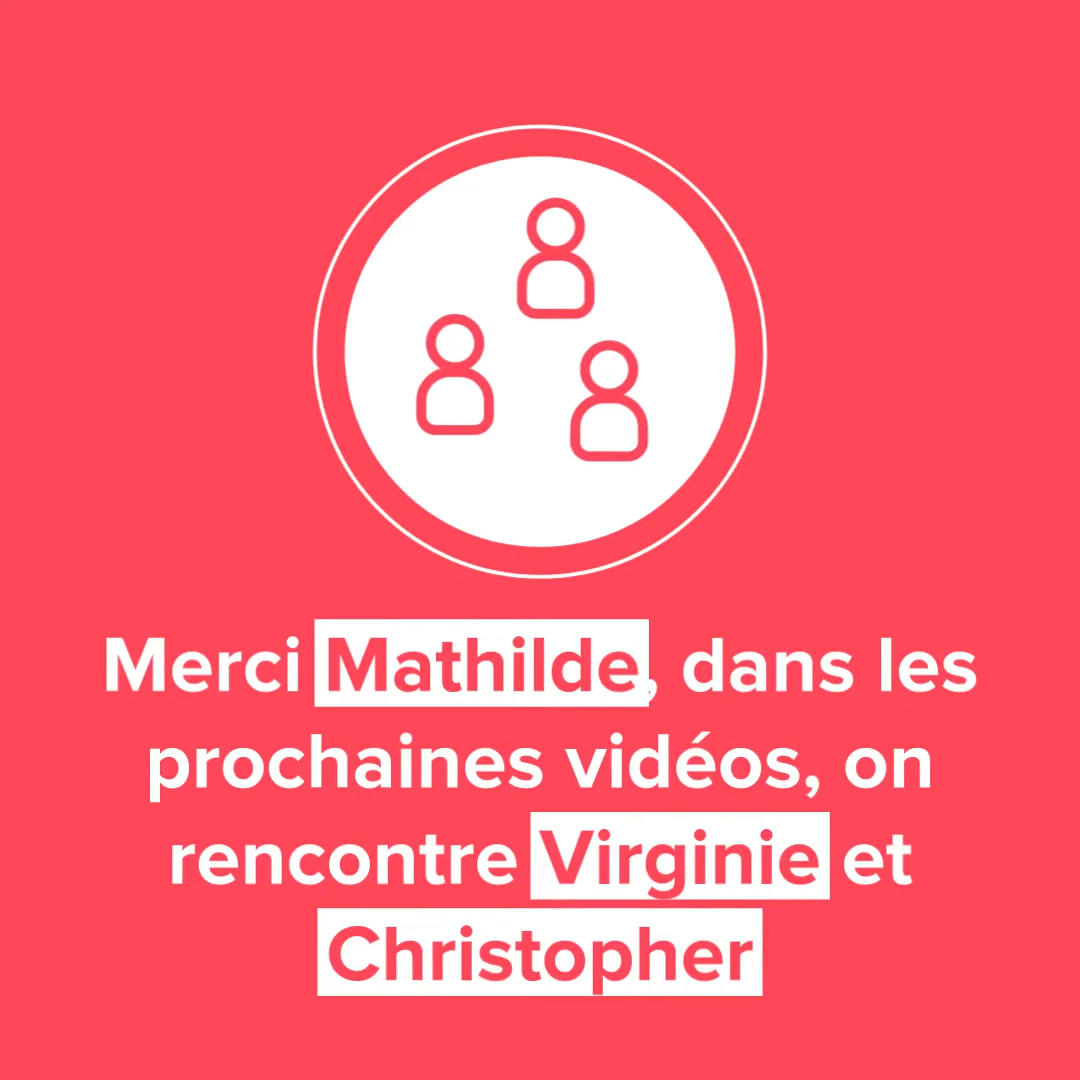 Merci Mathilde, dans les
prochaines vidéos, on
rencontre Virginie et
Christopher